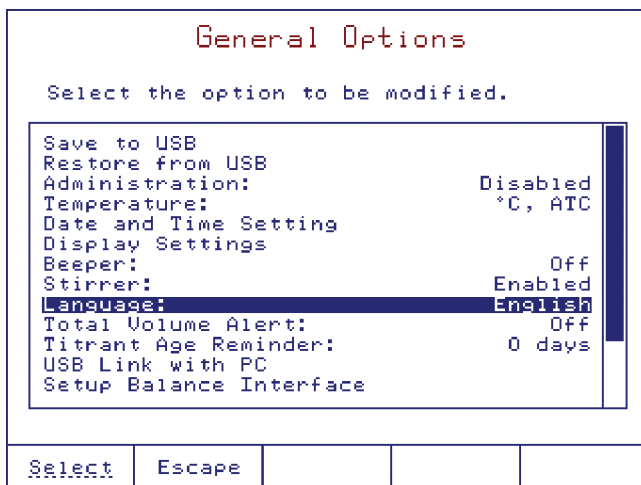 General Options
Select the option to be modified.
Save to USB
Restore from USB
Administration: Disabled
Temperature: °C, ATC
Date and Time Setting
Display Settings
Beeper: Off
Stirrer: Enabled
Language: English
Total Volume Alert: Off
Titrant Age Reminder: 0 days
USB Link with PC
Setup Balance Interface
Select Escape